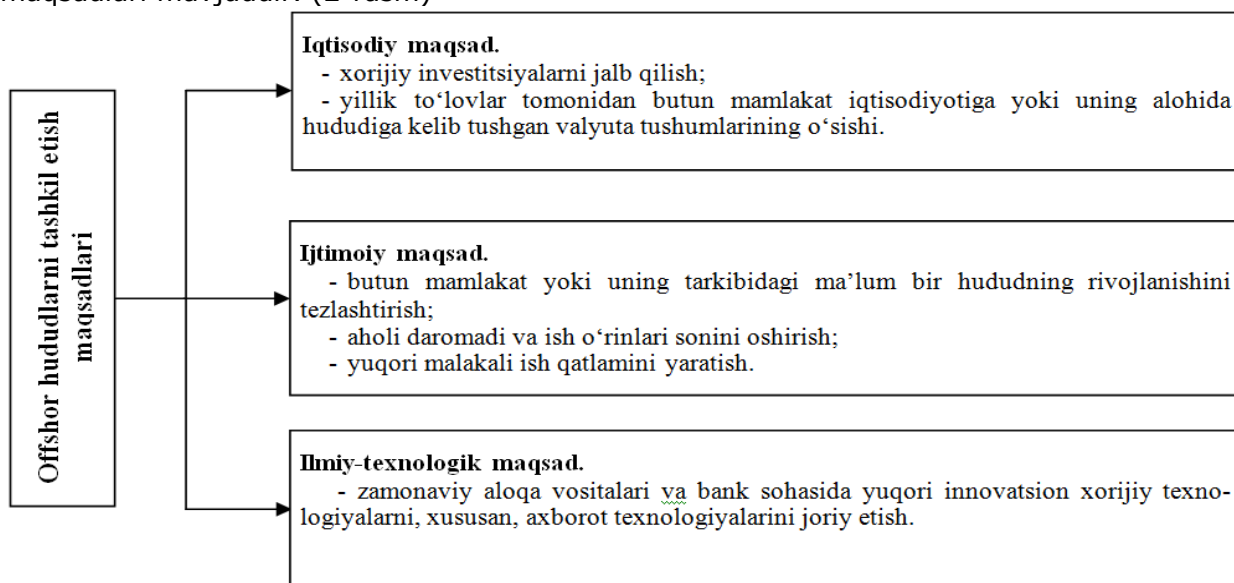 maqsadlari mavjuddir. (2-rasm)
Offshor hududlarni tashkil etish
maqsadlari
Iqtisodiy maqsad.
- xorijiy investitsiyalarni jalb qilish;
- yillik to‘lovlar tomonidan butun mamlakat iqtisodiyotiga yoki uning alohida
hududiga kelib tushgan valyuta tushumlarining o‘sishi.
Ijtimoiy maqsad.
- butun mamlakat yoki uning tarkibidagi ma’lum bir hududning rivojlanishini
tezlashtirish;
- aholi daromadi va ish o‘rinlari sonini oshirish;
- yuqori malakali ish qatlamini yaratish.
Ilmiy-texnologik maqsad.
- zamonaviy aloqa vositalari va bank sohasida yuqori innovatsion xorijiy texno-
logiyalarni, xususan, axborot texnologiyalarini joriy etish.